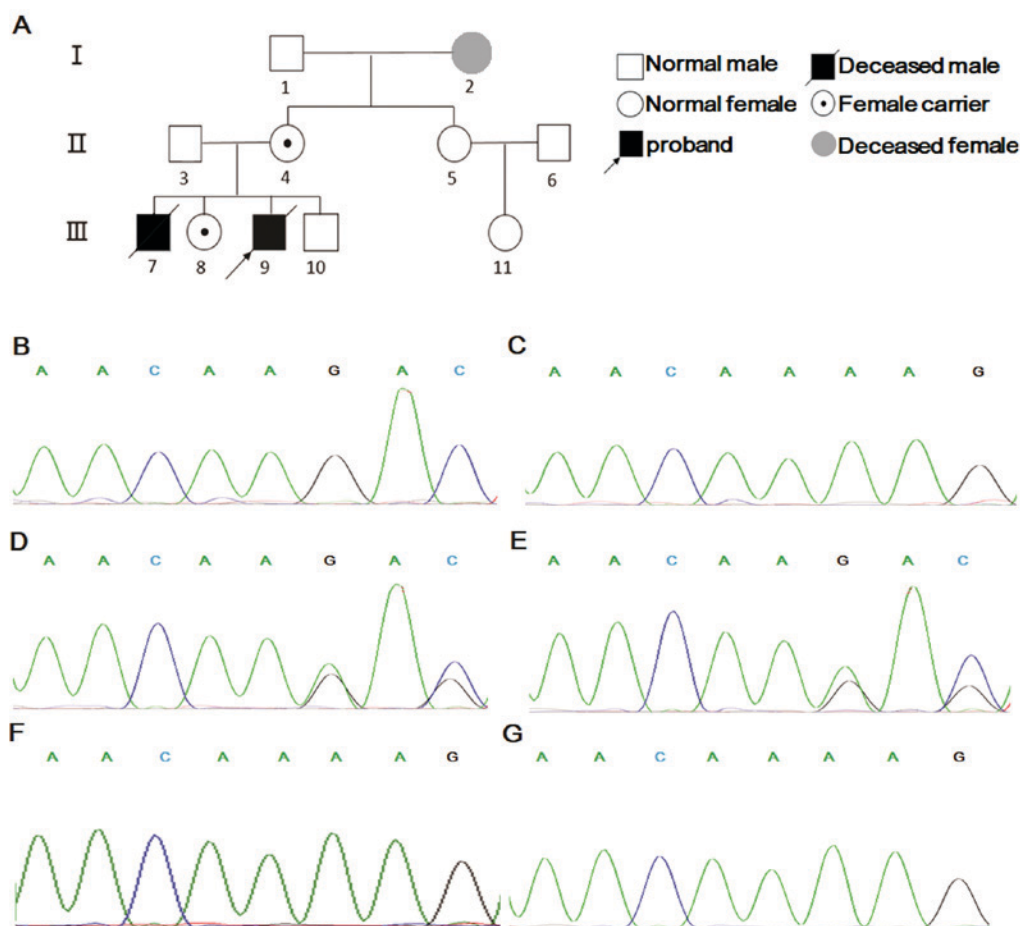 A
I
1 2
Normal male
Deceased male
Normal female
Female carrier
proband
Deceased female
II
3 4 5 6
III
7 8 9 10 11
B
A A C A A G A C
C
A A C A A A A G
D
A A C A A G A C
E
A A C A A G A C
F
A A C A A A A G
G
A A C A A A A G